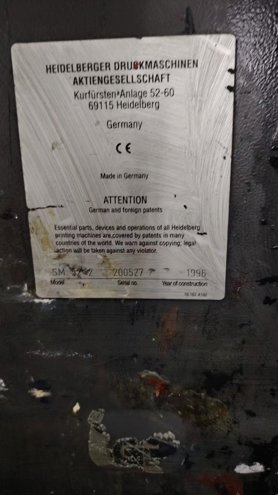 HEIDELBERGER DRUCKMASCHINEN
AKTIENGESELLSCHAFT
Kurfürsten-Anlage 52-60
69115 Heidelberg
Germany
CE
Made in Germany
ATTENTION
German and foreign patents
Essential parts, devices and operations of all Heidelberg
printing machines are covered by patents in many
countries of the world. We warn against copying; legal
action will be taken against any violator.
SM 200527 1996
Model Serial no. Year of construction